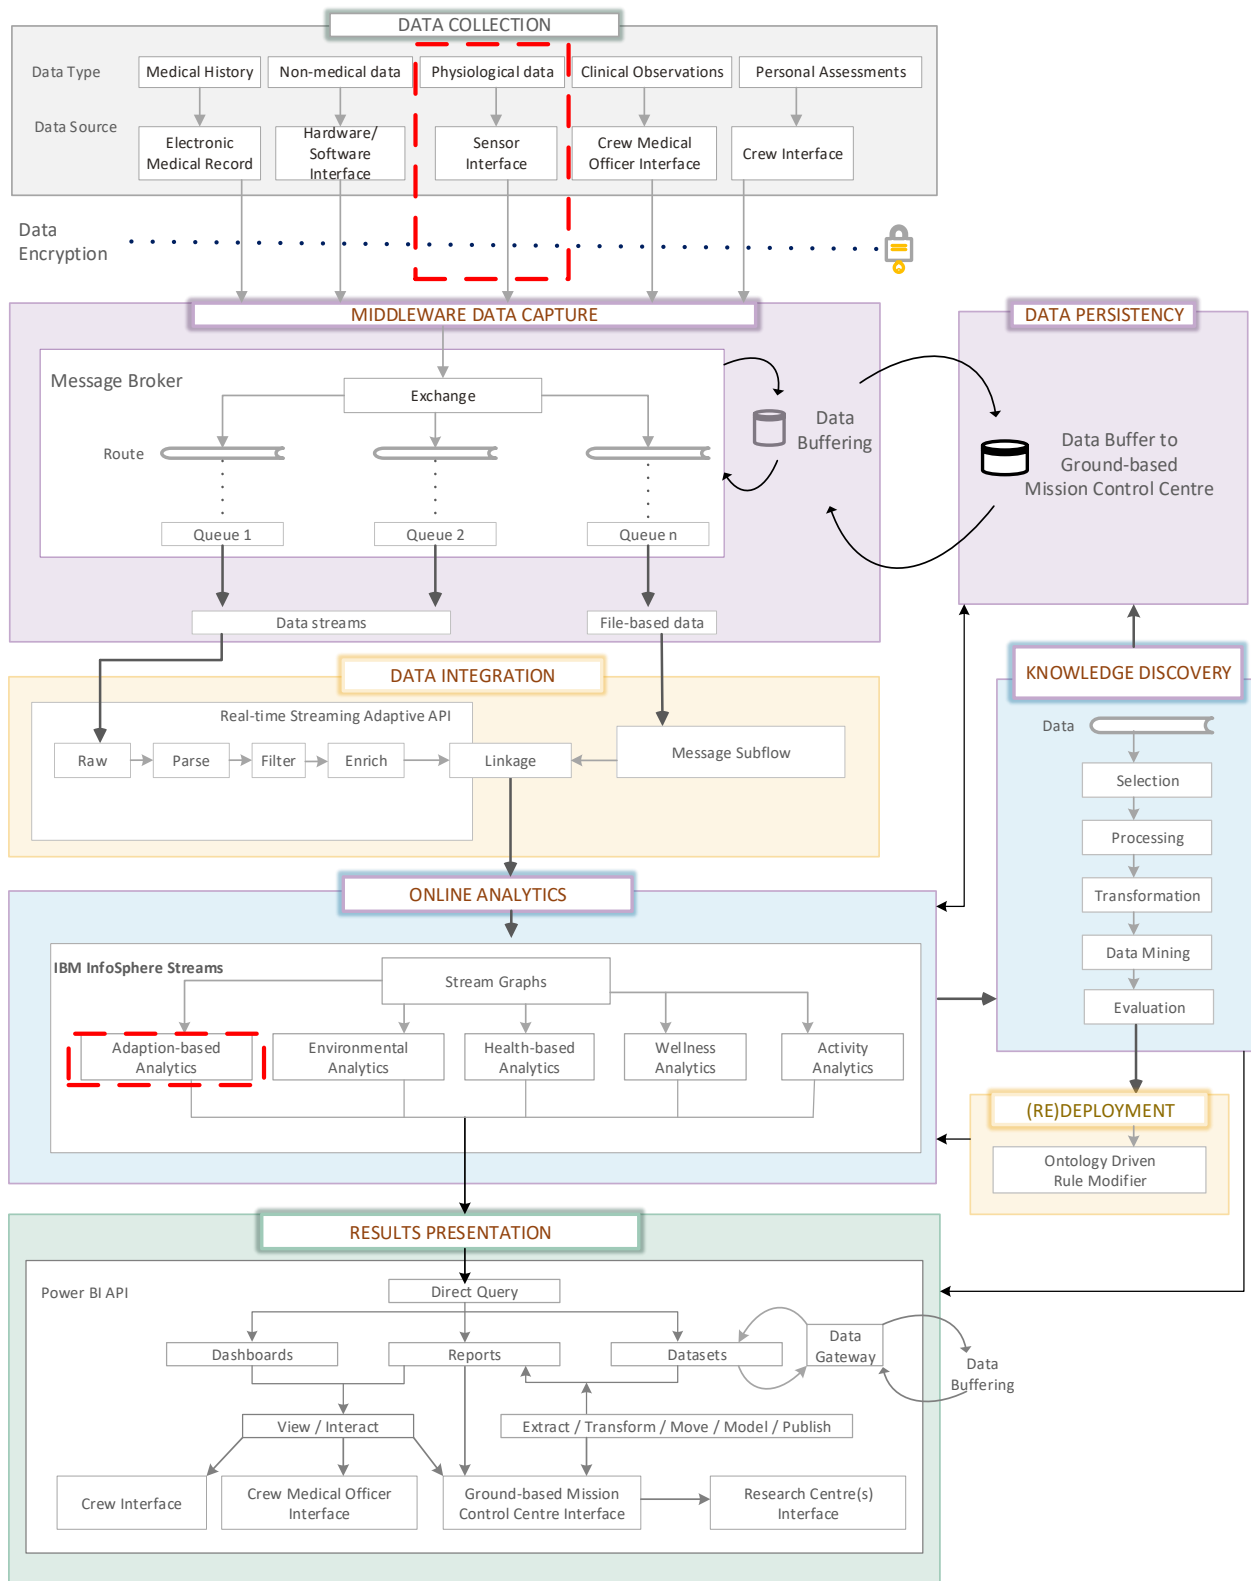 DATA COLLECTION
Data Type
Medical History
Non-medical data
Physiological data
Clinical Observations
Personal Assessments
Data Source
Electronic
Medical Record
Hardware/
Software
Interface
Sensor
Interface
Crew Medical
Officer Interface
Crew Interface
Data
Encryption
MIDDLEWARE DATA CAPTURE
DATA PERSISTENCY
Message Broker
Exchange
Route
Data
Buffering
Data Buffer to
Ground-based
Mission Control Centre
Queue 1
Queue 2
Queue n
Data streams
File-based data
DATA INTEGRATION
KNOWLEDGE DISCOVERY
Real-time Streaming Adaptive API
Raw
Parse
Filter
Enrich
Linkage
Message Subflow
Data
Selection
Processing
Transformation
Data Mining
Evaluation
ONLINE ANALYTICS
IBM InfoSphere Streams
Stream Graphs
Adaption-based
Analytics
Environmental
Analytics
Health-based
Analytics
Wellness
Analytics
Activity
Analytics
(RE)DEPLOYMENT
Ontology Driven
Rule Modifier
RESULTS PRESENTATION
Power BI API
Direct Query
Dashboards
Reports
Datasets
Data
Gateway
Data
Buffering
View / Interact
Extract / Transform / Move / Model / Publish
Crew Interface
Crew Medical Officer
Interface
Ground-based Mission
Control Centre Interface
Research Centre(s)
Interface